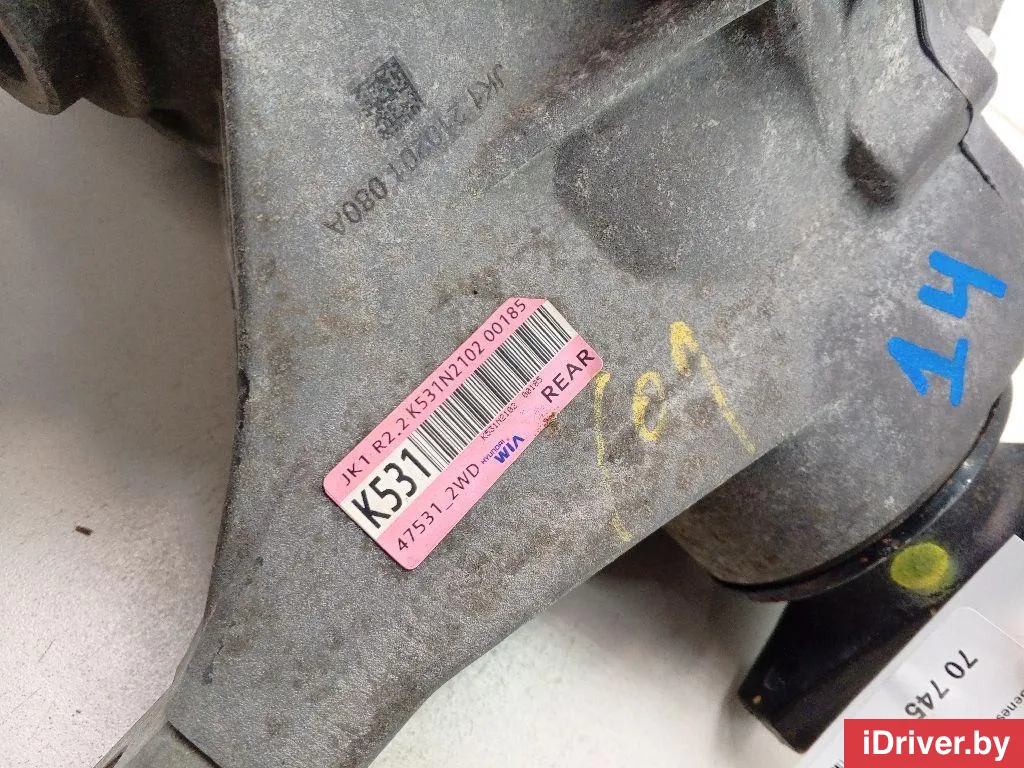 JK1 210201 080A
JK1 R2.2 K531N2102 00185
K531
K531N2102 00185
47531_2WD
HYUNDAI
WIA
REAR
14
70 745
iDriver.by